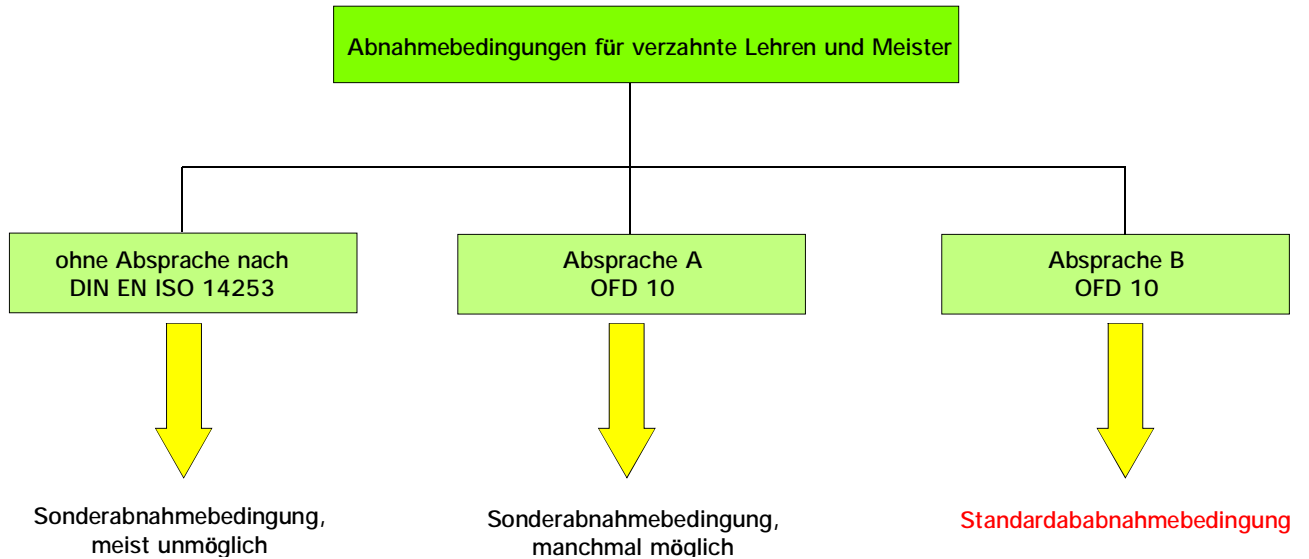 Abnahmebedingungen für verzahnte Lehren und Meister
ohne Absprache nach
DIN EN ISO 14253
Absprache A
OFD 10
Absprache B
OFD 10
Sonderabnahmebedingung,
meist unmöglich
Sonderabnahmebedingung,
manchmal möglich
Standardababnahmebedingung